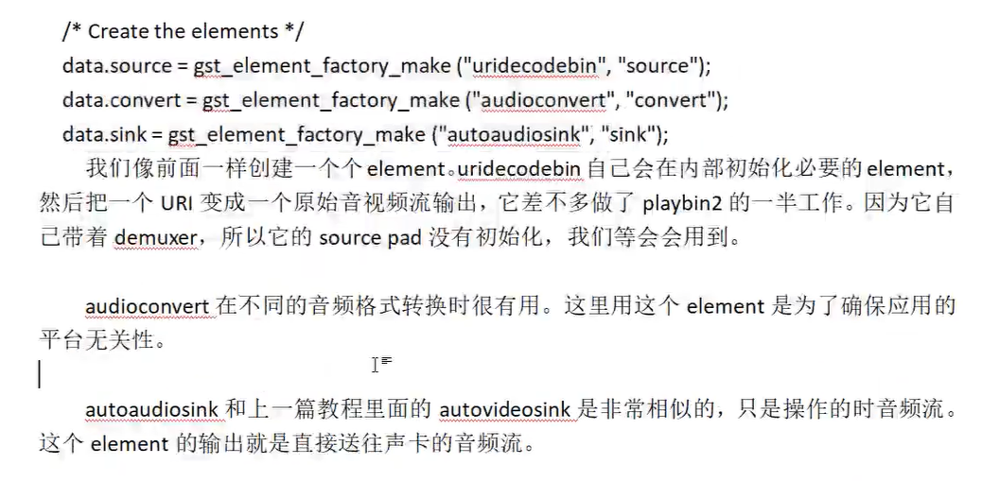 /* Create the elements */
data.source = gst_element_factory_make ("uridecodebin", "source");
data.convert = gst_element_factory_make ("audioconvert", "convert");
data.sink = gst_element_factory_make ("autoaudiosink", "sink");
我们像前面一样创建一个个 element。uridecodebin 自己会在内部初始化必要的 element，
然后把一个 URI 变成一个原始音视频流输出，它差不多做了 playbin2 的一半工作。因为它自
己带着 demuxer，所以它的 source pad 没有初始化，我们等会会用到。
audioconvert 在不同的音频格式转换时很有用。这里用这个 element 是为了确保应用的
平台无关性。
autoaudiosink 和上一篇教程里面的 autovideosink 是非常相似的，只是操作的时音频流。
这个 element 的输出就是直接送往声卡的音频流。